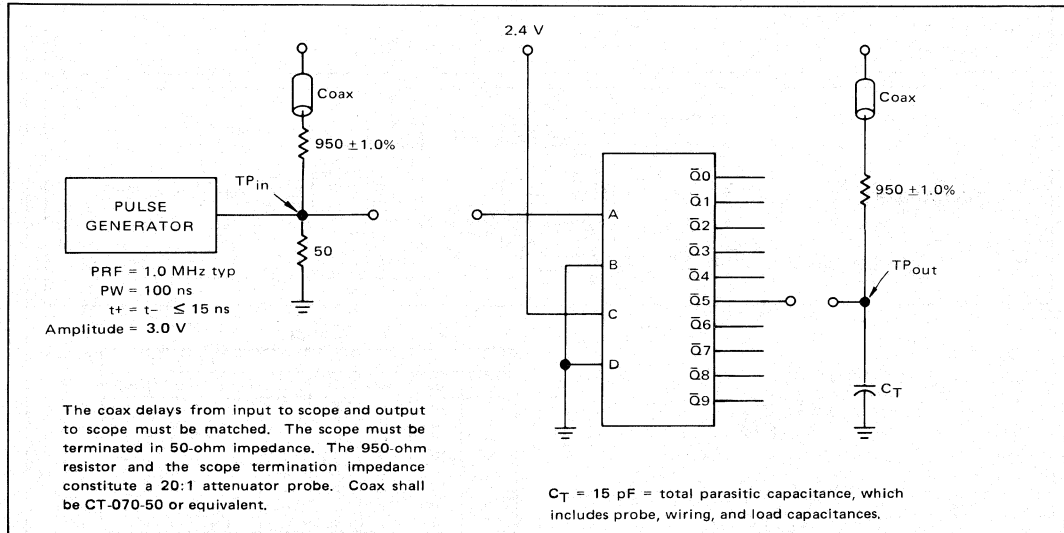 2.4 V
Coax
950 ±1.0%
TPin
PULSE
GENERATOR
50
PRF = 1.0 MHz typ
PW = 100 ns
t+ = t– ≤ 15 ns
Amplitude = 3.0 V
The coax delays from input to scope and output
to scope must be matched. The scope must be
terminated in 50-ohm impedance. The 950-ohm
resistor and the scope termination impedance
constitute a 20:1 attenuator probe. Coax shall
be CT-070-50 or equivalent.
A
B
C
D
Q̅0
Q̅1
Q̅2
Q̅3
Q̅4
Q̅5
Q̅6
Q̅7
Q̅8
Q̅9
Coax
950 ±1.0%
TPout
CT
CT = 15 pF = total parasitic capacitance, which
includes probe, wiring, and load capacitances.